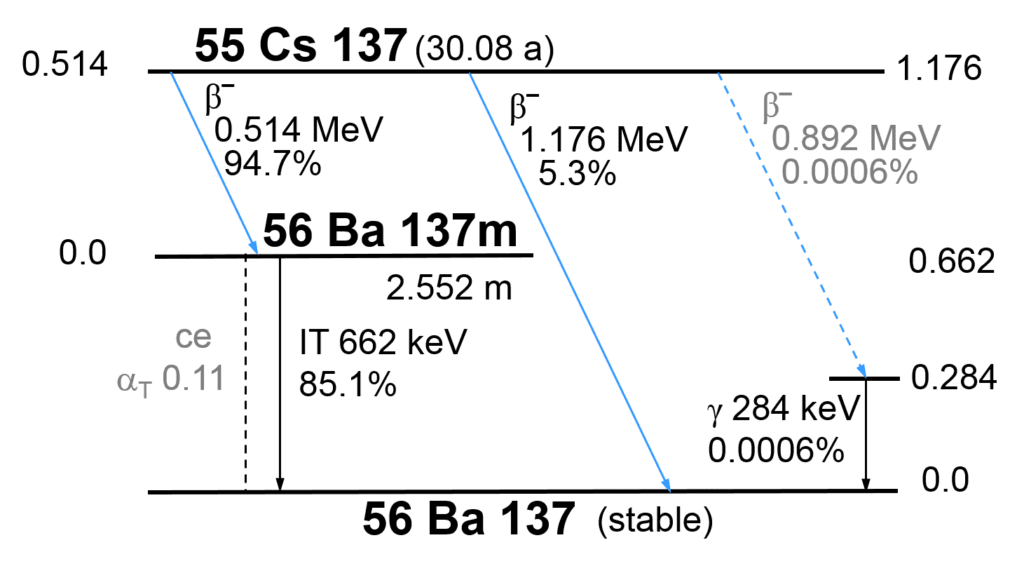 55 Cs 137 (30.08 a)
0.514
1.176
β⁻
0.514 MeV
94.7%
β⁻
1.176 MeV
5.3%
β⁻
0.892 MeV
0.0006%
56 Ba 137m
0.0
0.662
2.552 m
ce
αT 0.11
IT 662 keV
85.1%
0.284
γ 284 keV
0.0006%
0.0
56 Ba 137 (stable)